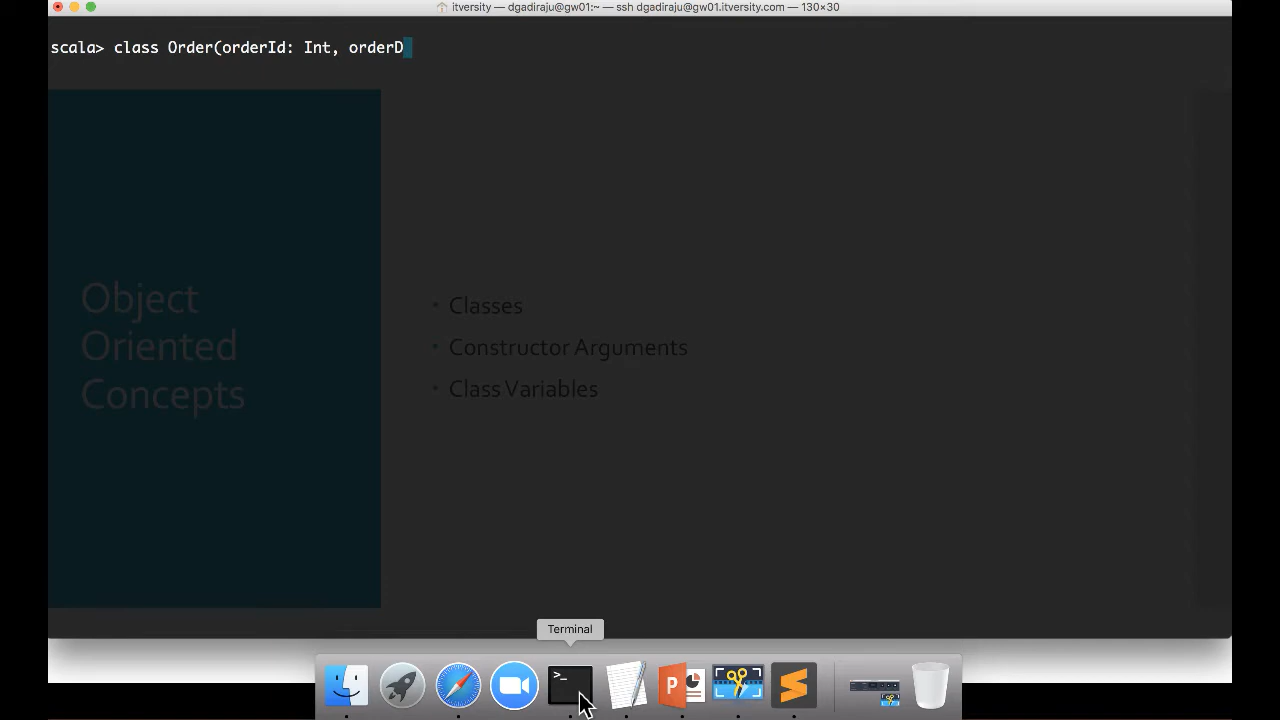 itversity — dgadiraju@gw01:~ — ssh dgadiraju@gw01.itversity.com — 130×30
scala> class Order(orderId: Int, orderD
Object
Oriented
Concepts
• Classes
• Constructor Arguments
• Class Variables
Terminal
>_
P